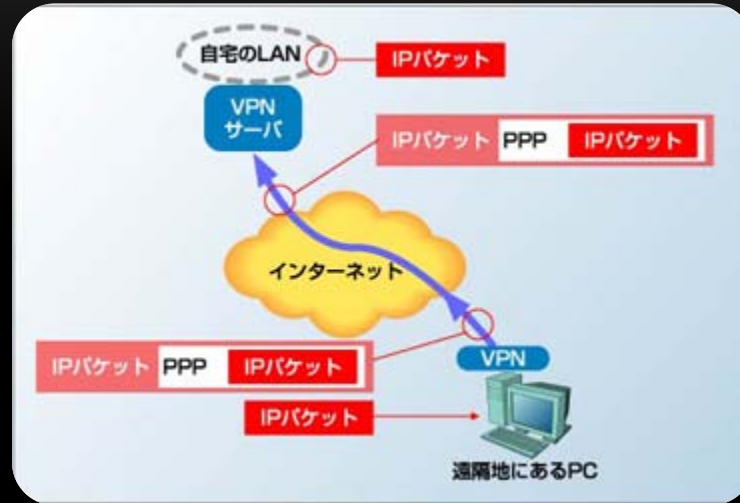 自宅のLAN
IPパケット
VPN
サーバ
IPパケット PPP IPパケット
インターネット
IPパケット PPP IPパケット
VPN
IPパケット
遠隔地にあるPC